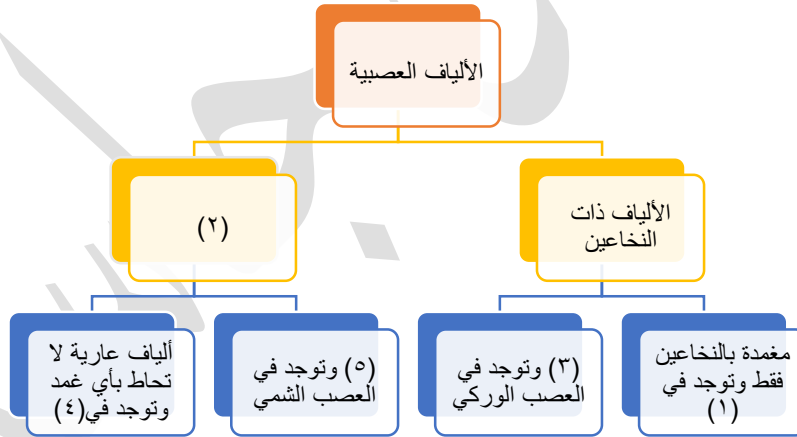 الألياف العصبية
الألياف ذات
النخاعين
(٢)
مغمدة بالنخاعين
فقط وتوجد في
(١)
(٣) وتوجد في
العصب الوركي
(٥) وتوجد في
العصب الشمي
ألياف عارية لا
تحاط بأي غمد
وتوجد في(٤)